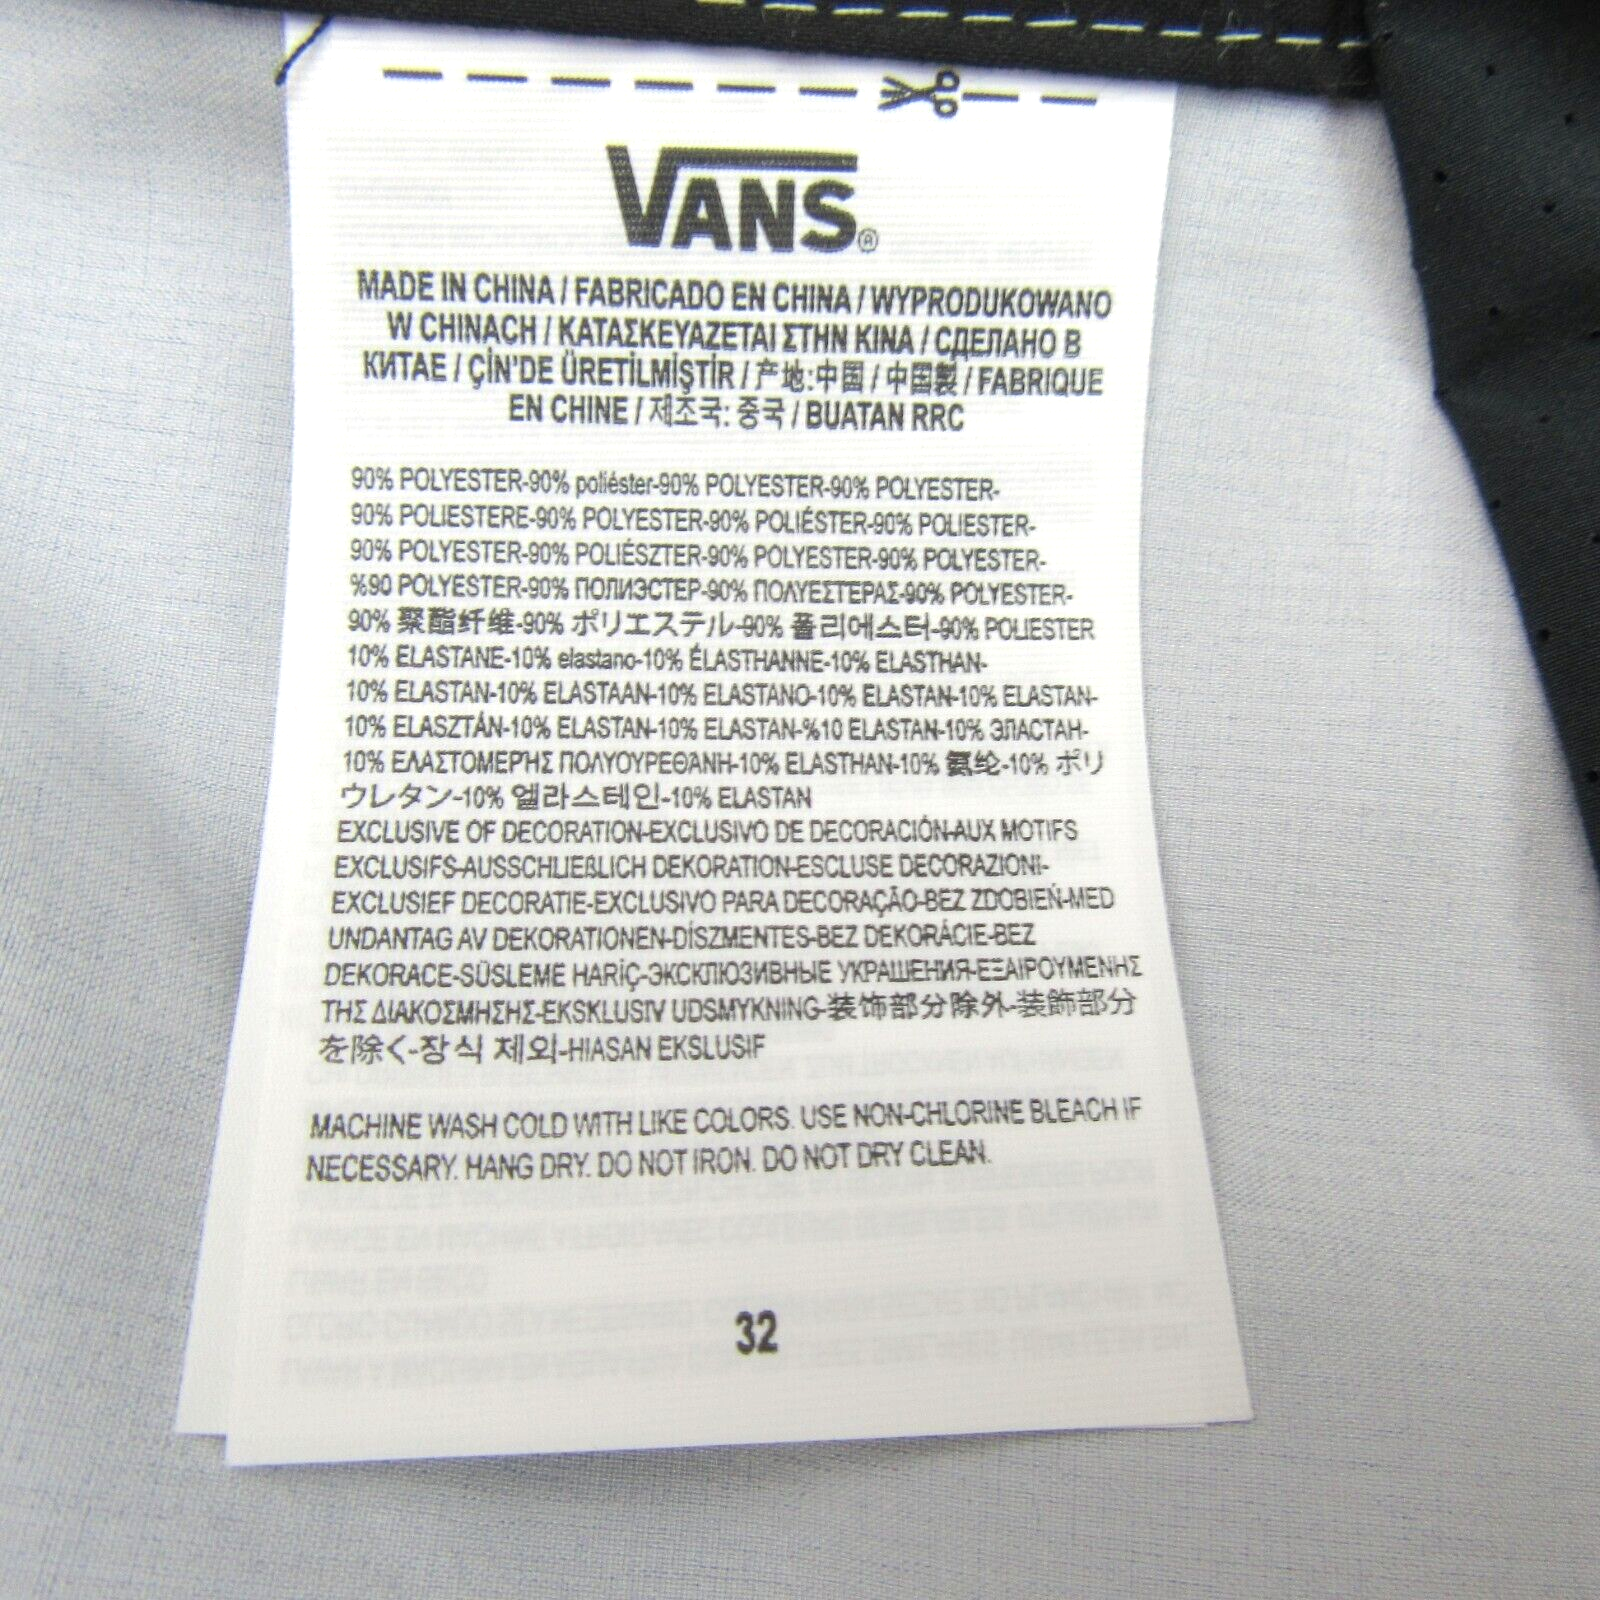 VANS®
MADE IN CHINA / FABRICADO EN CHINA / WYPRODUKOWANO
W CHINACH / ΚΑΤΑΣΚΕΥΑΖΕΤΑΙ ΣΤΗΝ ΚΙΝΑ / СДЕЛАНО В
КИТАЕ / ÇİN'DE ÜRETİLMİŞTİR / 产地:中国 / 中国製 / FABRIQUE
EN CHINE / 제조국: 중국 / BUATAN RRC
90% POLYESTER-90% poliéster-90% POLYESTER-90% POLYESTER-
90% POLIESTERE-90% POLYESTER-90% POLIÉSTER-90% POLIESTER-
90% POLYESTER-90% POLIÉSZTER-90% POLYESTER-90% POLYESTER-
%90 POLYESTER-90% ПОЛИЭСТЕР-90% ΠΟΛΥΕΣΤΕΡΑΣ-90% POLYESTER-
90% 聚酯纤维-90% ポリエステル-90% 폴리에스터-90% POLIESTER
10% ELASTANE-10% elastano-10% ÉLASTHANNE-10% ELASTHAN-
10% ELASTAN-10% ELASTAAN-10% ELASTANO-10% ELASTAN-10% ELASTAN-
10% ELASZTÁN-10% ELASTAN-10% ELASTAN-%10 ELASTAN-10% ЭЛАСТАН-
10% ΕΛΑΣΤΟΜΕΡΉΣ ΠΟΛΥΟΥΡΕΘΆΝΗ-10% ELASTHAN-10% 氨纶-10% ポリ
ウレタン-10% 엘라스테인-10% ELASTAN
EXCLUSIVE OF DECORATION-EXCLUSIVO DE DECORACIÓN-AUX MOTIFS
EXCLUSIFS-AUSSCHLIEßLICH DEKORATION-ESCLUSE DECORAZIONI-
EXCLUSIEF DECORATIE-EXCLUSIVO PARA DECORAÇÃO-BEZ ZDOBIEŃ-MED
UNDANTAG AV DEKORATIONEN-DÍSZMENTES-BEZ DEKORÁCIE-BEZ
DEKORACE-SÜSLEME HARİÇ-ЭКСКЛЮЗИВНЫЕ УКРАШЕНИЯ-ΕΞΑΙΡΟΥΜΕΝΗΣ
ΤΗΣ ΔΙΑΚΟΣΜΗΣΗΣ-EKSKLUSIV UDSMYKNING-装饰部分除外-装飾部分
を除く-장식 제외-HIASAN EKSLUSIF
MACHINE WASH COLD WITH LIKE COLORS. USE NON-CHLORINE BLEACH IF
NECESSARY. HANG DRY. DO NOT IRON. DO NOT DRY CLEAN.
32